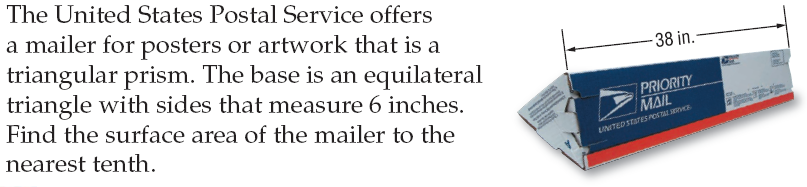 The United States Postal Service offers
a mailer for posters or artwork that is a
triangular prism. The base is an equilateral
triangle with sides that measure 6 inches.
Find the surface area of the mailer to the
nearest tenth.
38 in.
PRIORITY
MAIL
UNITED STATES POSTAL SERVICE